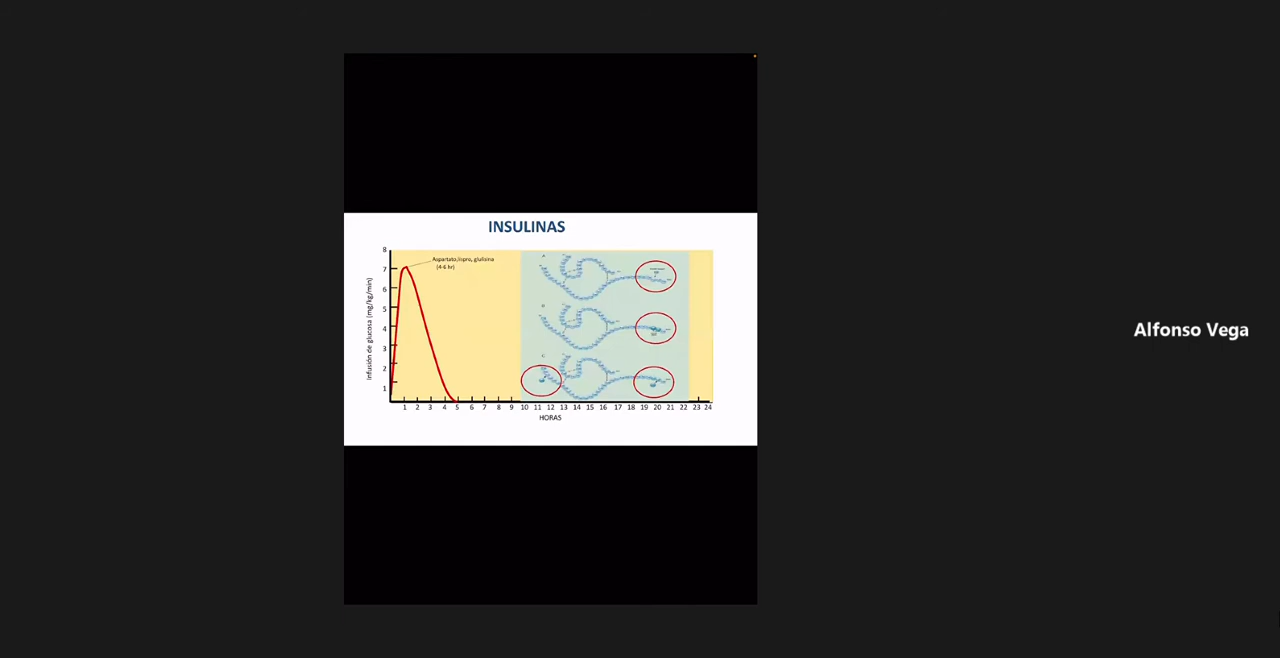 INSULINAS
Aspartato,lispro, glulisina
(4-6 hr)
Infusión de glucosa (mg/kg/min)
8
7
6
5
4
3
2
1
A
B
C
1 2 3 4 5 6 7 8 9 10 11 12 13 14 15 16 17 18 19 20 21 22 23 24
HORAS
Alfonso Vega